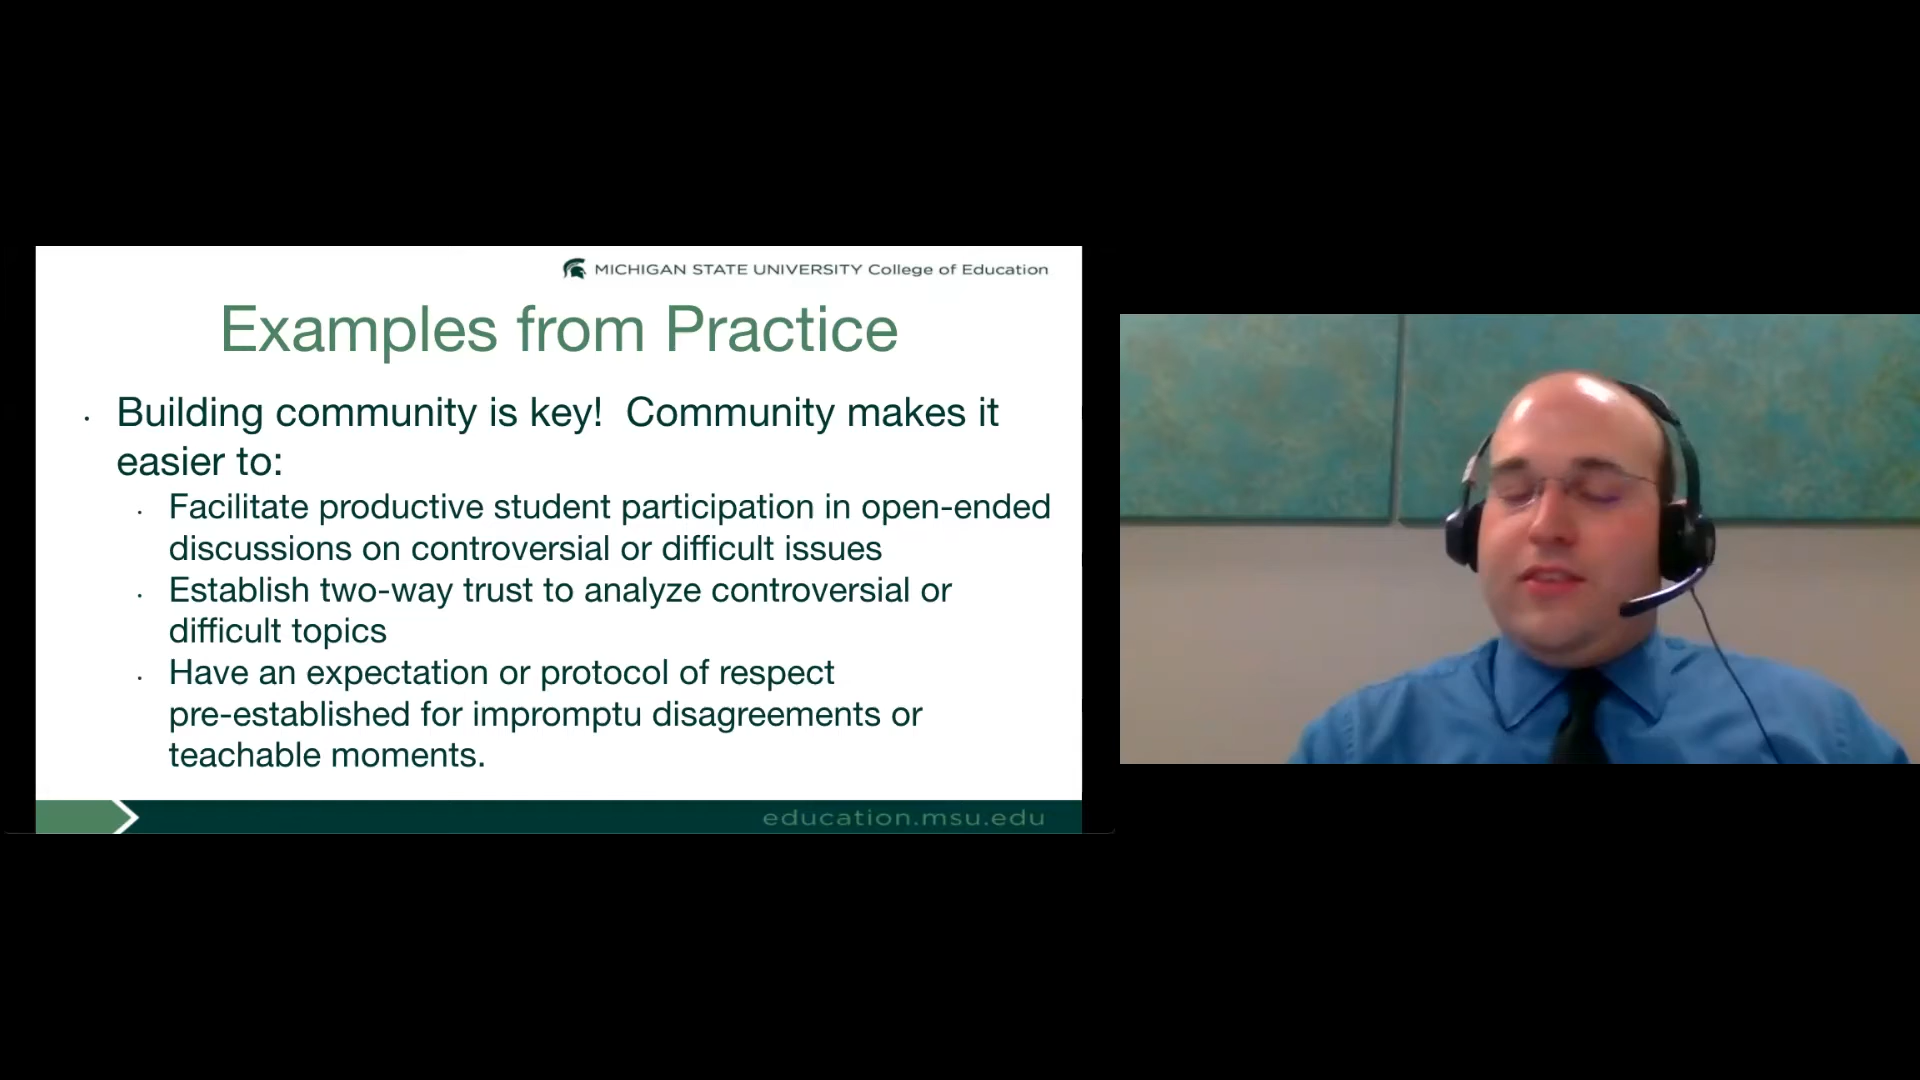 MICHIGAN STATE UNIVERSITY College of Education
Examples from Practice
· Building community is key!  Community makes it
easier to:
· Facilitate productive student participation in open-ended
discussions on controversial or difficult issues
· Establish two-way trust to analyze controversial or
difficult topics
· Have an expectation or protocol of respect
pre-established for impromptu disagreements or
teachable moments.
education.msu.edu